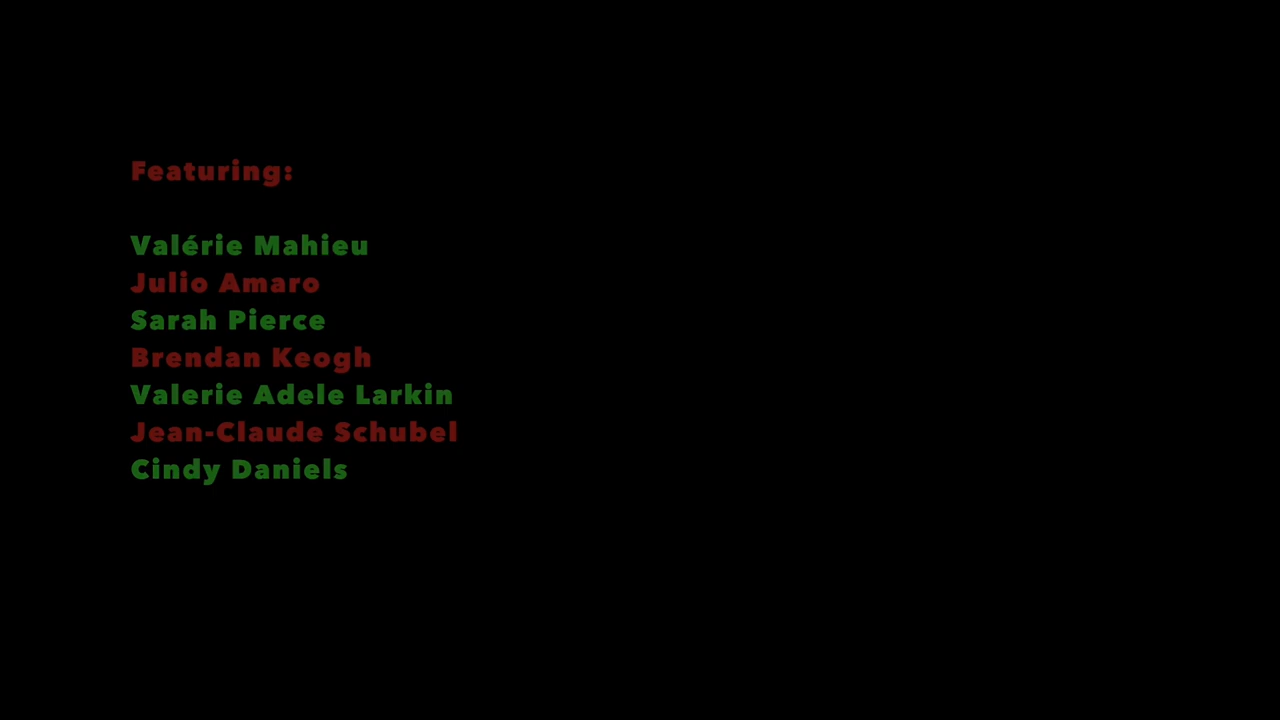 Featuring:
Valérie Mahieu
Julio Amaro
Sarah Pierce
Brendan Keogh
Valerie Adele Larkin
Jean-Claude Schubel
Cindy Daniels